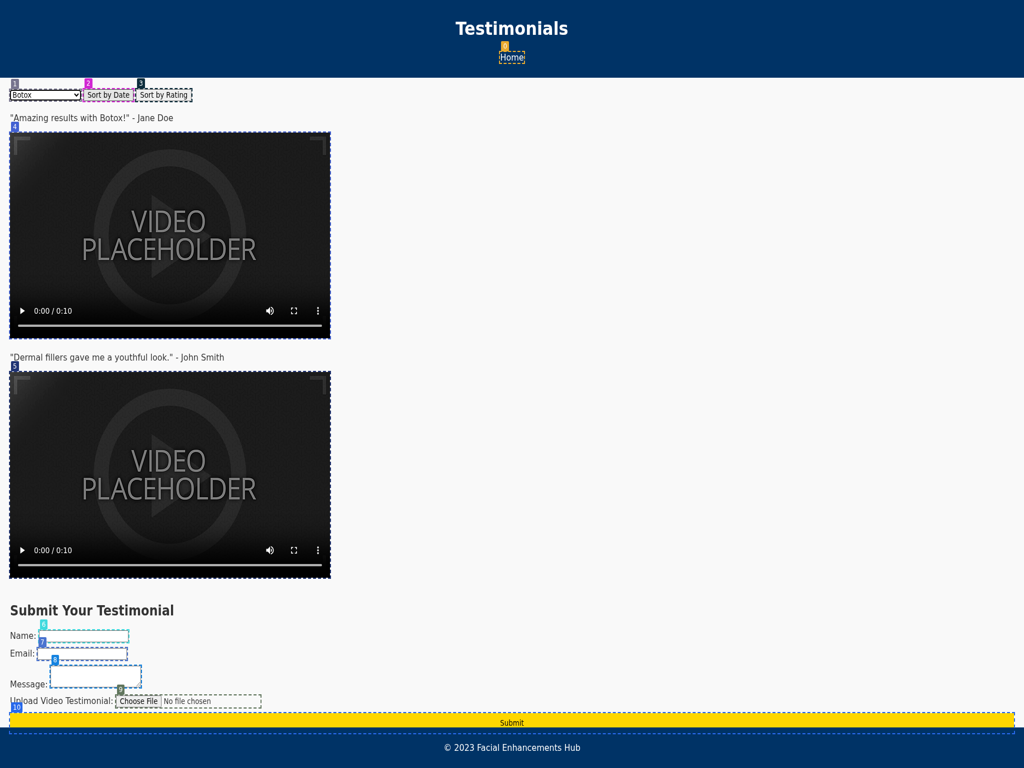 Testimonials
0
Home
1 2 3
Botox Sort by Date Sort by Rating
"Amazing results with Botox!" - Jane Doe
4
VIDEO
PLACEHOLDER
0:00 / 0:10
"Dermal fillers gave me a youthful look." - John Smith
5
VIDEO
PLACEHOLDER
0:00 / 0:10
Submit Your Testimonial
6
Name:
7
Email:
8
Message:
9
Upload Video Testimonial: Choose File No file chosen
10
Submit
© 2023 Facial Enhancements Hub